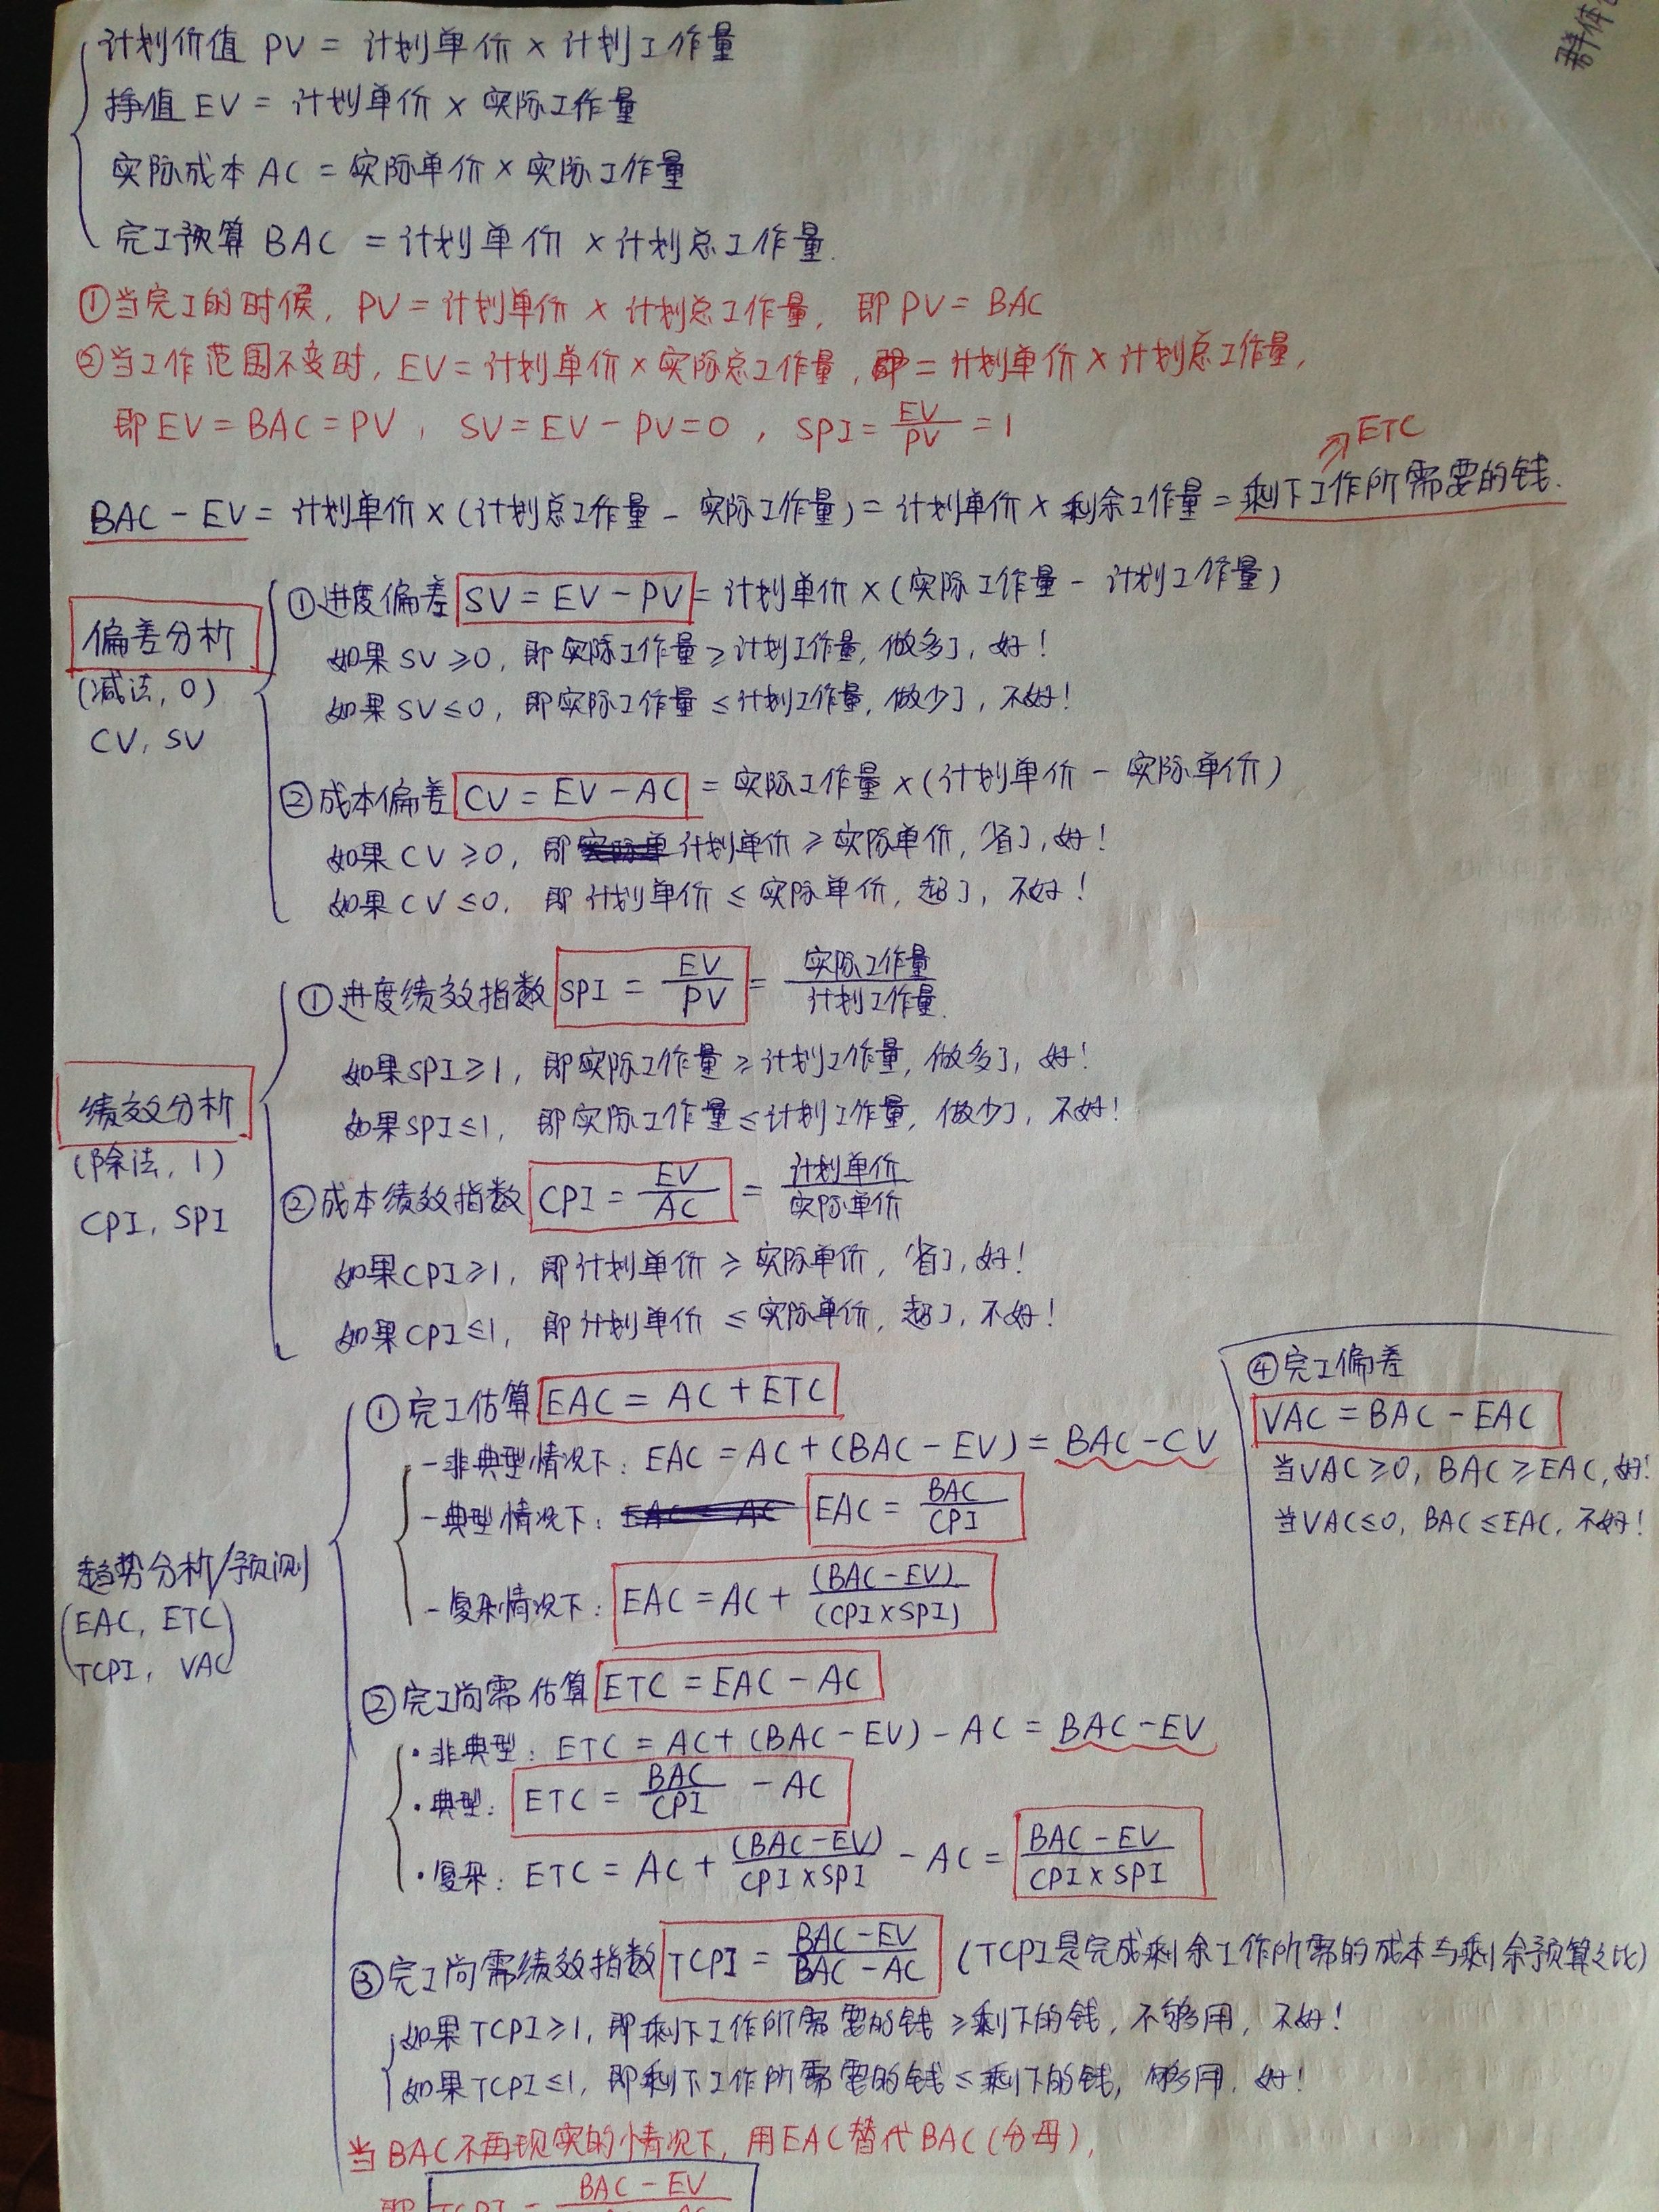 群体
计划价值 PV = 计划单价 × 计划工作量
挣值 EV = 计划单价 × 实际工作量
实际成本 AC = 实际单价 × 实际工作量
完工预算 BAC = 计划单价 × 计划总工作量.
①当完工的时候, PV = 计划单价 × 计划总工作量, 即 PV = BAC
②当工作范围不变时, EV = 计划单价 × 实际总工作量, 即 = 计划单价 × 计划总工作量,
即 EV = BAC = PV, SV = EV - PV = 0, SPI = EV/PV = 1
ETC
BAC - EV = 计划单价 × (计划总工作量 - 实际工作量) = 计划单价 × 剩余工作量 = 剩下工作所需要的钱.
偏差分析
(减法, 0)
CV, SV
①进度偏差 SV = EV - PV = 计划单价 × (实际工作量 - 计划工作量)
如果 SV ≥ 0, 即实际工作量 ≥ 计划工作量, 做多了, 好!
如果 SV ≤ 0, 即实际工作量 ≤ 计划工作量, 做少了, 不好!
②成本偏差 CV = EV - AC = 实际工作量 × (计划单价 - 实际单价)
如果 CV ≥ 0, 即计划单价 ≥ 实际单价, 省了, 好!
如果 CV ≤ 0, 即计划单价 ≤ 实际单价, 超了, 不好!
绩效分析
(除法, 1)
CPI, SPI
①进度绩效指数 SPI = EV/PV = 实际工作量/计划工作量.
如果 SPI ≥ 1, 即实际工作量 ≥ 计划工作量, 做多了, 好!
如果 SPI ≤ 1, 即实际工作量 ≤ 计划工作量, 做少了, 不好!
②成本绩效指数 CPI = EV/AC = 计划单价/实际单价
如果 CPI ≥ 1, 即计划单价 ≥ 实际单价, 省了, 好!
如果 CPI ≤ 1, 即计划单价 ≤ 实际单价, 超了, 不好!
趋势分析/预测
(EAC, ETC
TCPI, VAC)
①完工估算 EAC = AC + ETC
- 非典型情况下: EAC = AC + (BAC - EV) = BAC - CV
- 典型情况下: EAC = BAC/CPI
- 复杂情况下: EAC = AC + (BAC - EV)/(CPI × SPI)
②完工尚需估算 ETC = EAC - AC
· 非典型: ETC = AC + (BAC - EV) - AC = BAC - EV
· 典型: ETC = BAC/CPI - AC
· 复杂: ETC = AC + (BAC - EV)/CPI × SPI - AC = BAC - EV/CPI × SPI
③完工尚需绩效指数 TCPI = BAC - EV/BAC - AC (TCPI是完成剩余工作所需的成本与剩余预算之比)
如果 TCPI ≥ 1, 即剩下工作所需要的钱 ≥ 剩下的钱, 不够用, 不好!
如果 TCPI ≤ 1, 即剩下工作所需要的钱 ≤ 剩下的钱, 够用, 好!
当 BAC 不再现实的情况下, 用 EAC 替代 BAC (分母),
即 TCPI = BAC - EV
④完工偏差
VAC = BAC - EAC
当 VAC ≥ 0, BAC ≥ EAC, 好!
当 VAC ≤ 0, BAC ≤ EAC, 不好!